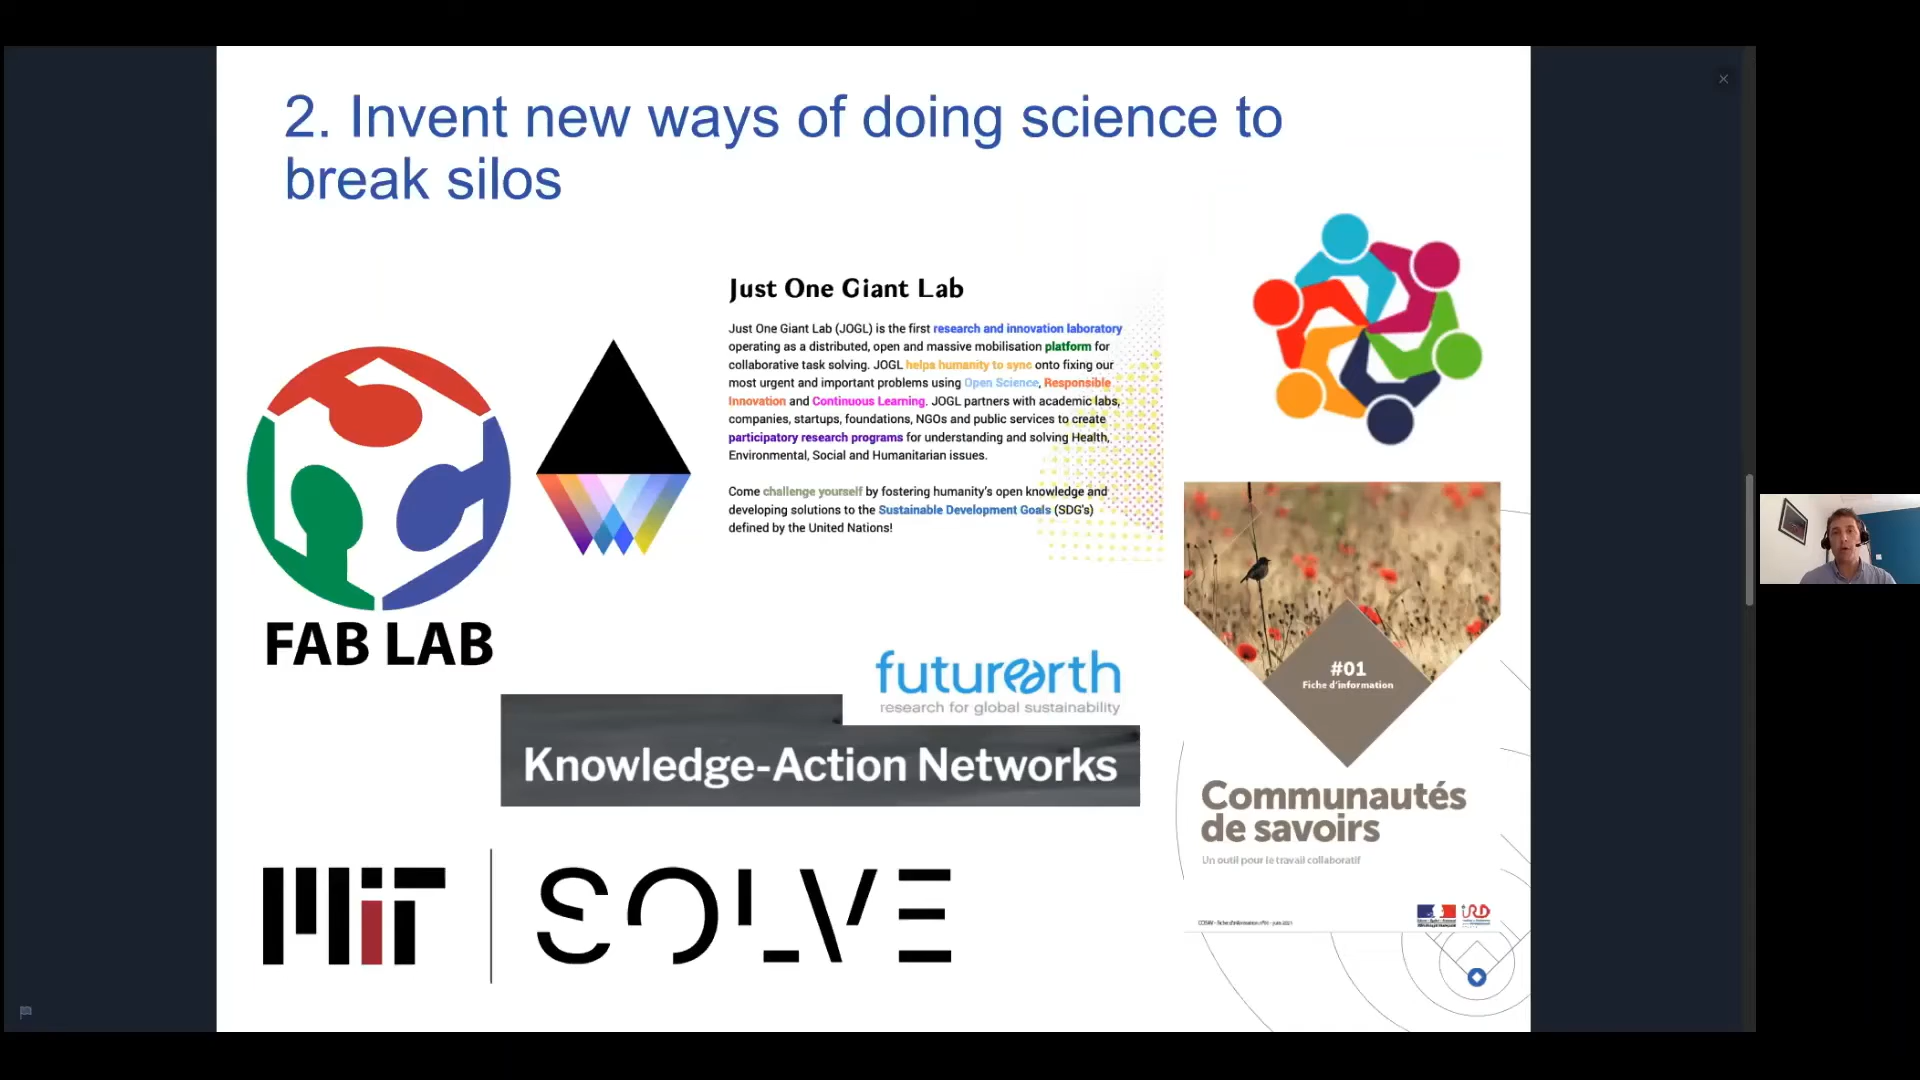 2. Invent new ways of doing science to
break silos
Just One Giant Lab
Just One Giant Lab (JOGL) is the first research and innovation laboratory
operating as a distributed, open and massive mobilisation platform for
collaborative task solving. JOGL helps humanity to sync onto fixing our
most urgent and important problems using Open Science, Responsible
Innovation and Continuous Learning. JOGL partners with academic labs,
companies, startups, foundations, NGOs and public services to create
participatory research programs for understanding and solving Health,
Environmental, Social and Humanitarian issues.
Come challenge yourself by fostering humanity's open knowledge and
developing solutions to the Sustainable Development Goals (SDG's)
defined by the United Nations!
FAB LAB
futurearth
research for global sustainability
Knowledge-Action Networks
#01
Fiche d'information
Communautés
de savoirs
Un outil pour le travail collaboratif
IRD
MIT
SOLVE